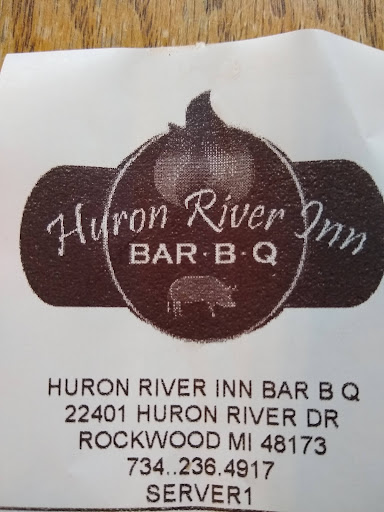 Huron River Inn
BAR·B·Q
HURON RIVER INN BAR B Q
22401 HURON RIVER DR
ROCKWOOD MI 48173
734..236.4917
SERVER1